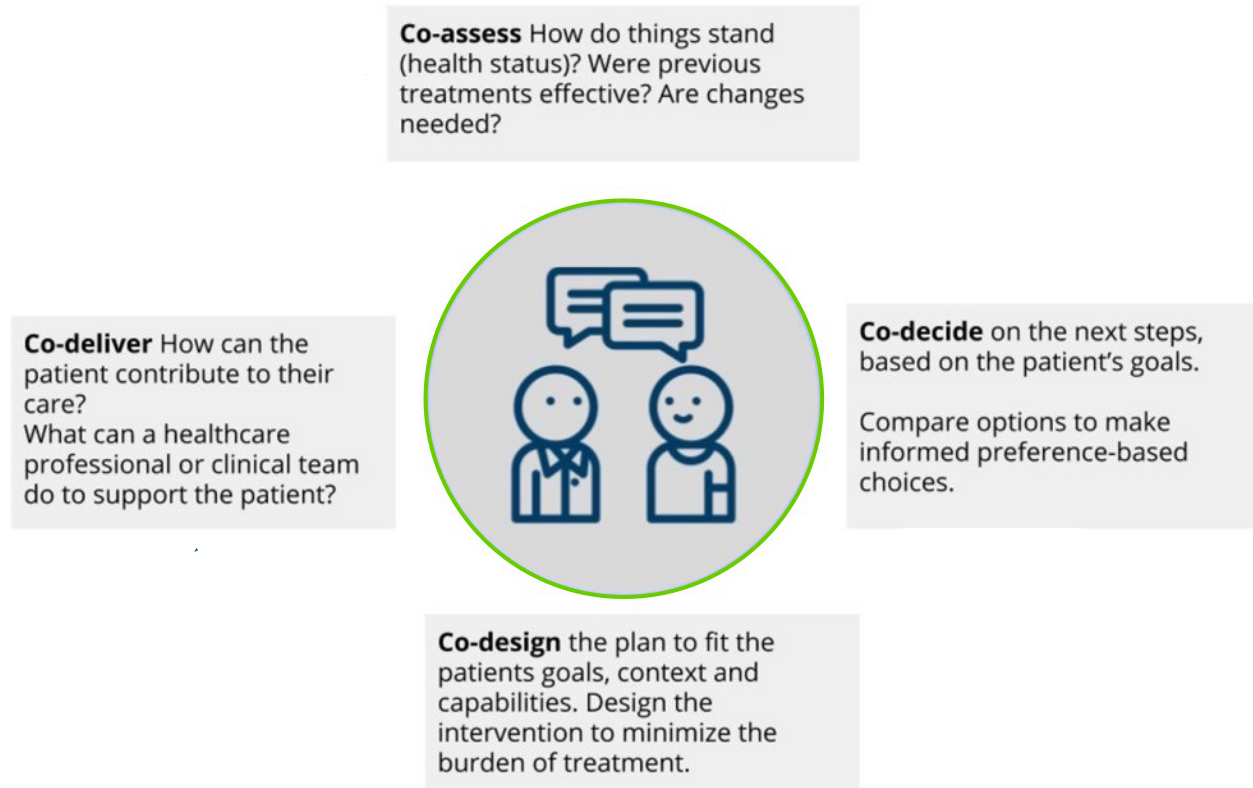 Co-assess How do things stand
(health status)? Were previous
treatments effective? Are changes
needed?
Co-decide on the next steps,
based on the patient’s goals.
Compare options to make
informed preference-based
choices.
Co-design the plan to fit the
patients goals, context and
capabilities. Design the
intervention to minimize the
burden of treatment.
Co-deliver How can the
patient contribute to their
care?
What can a healthcare
professional or clinical team
do to support the patient?